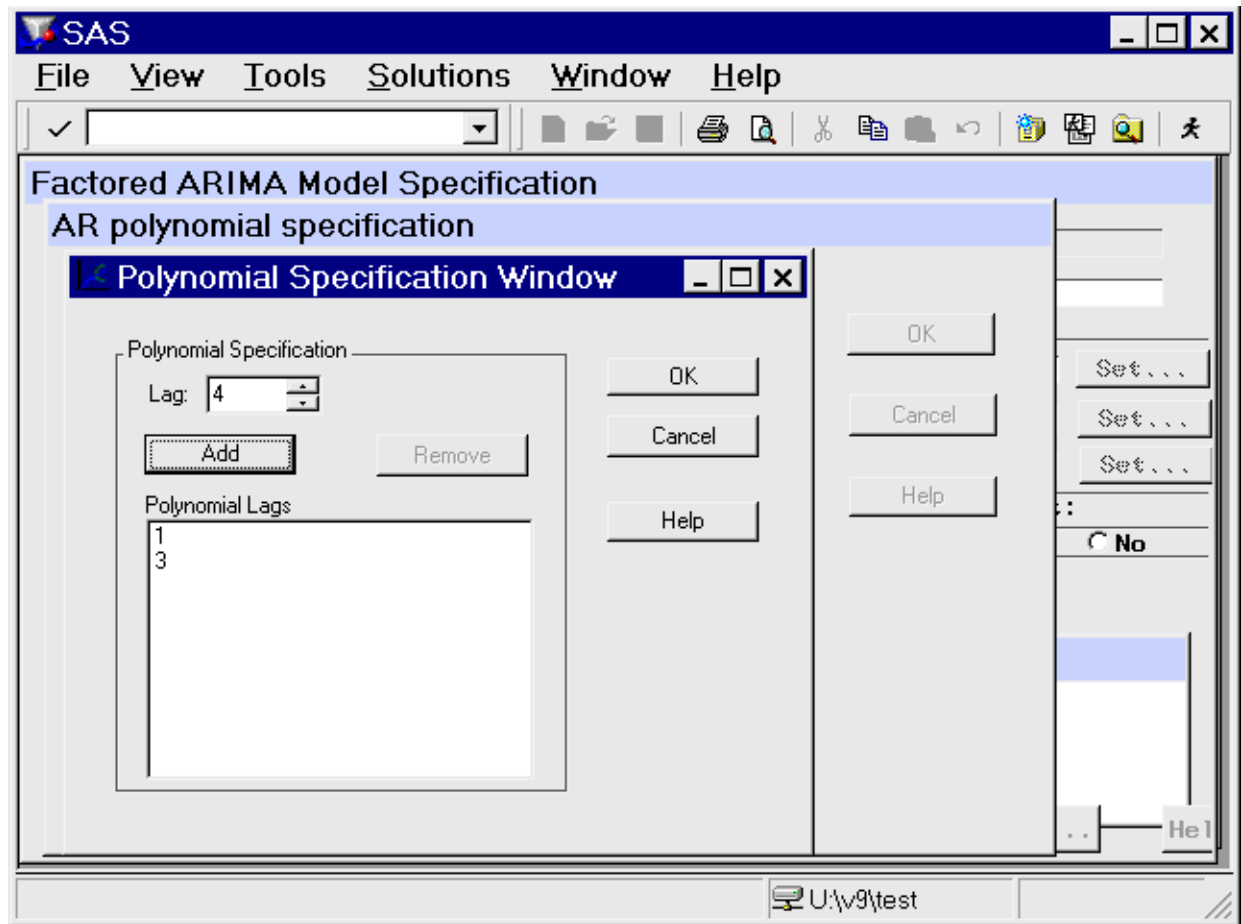 SAS
File View Tools Solutions Window Help
Factored ARIMA Model Specification
AR polynomial specification
Polynomial Specification Window
Polynomial Specification
Lag: 4
Add Remove
Polynomial Lags
1
3
OK
Cancel
Help
OK
Cancel
Help
Set...
Set...
Set...
:
No
..
Hel
U:\v9\test